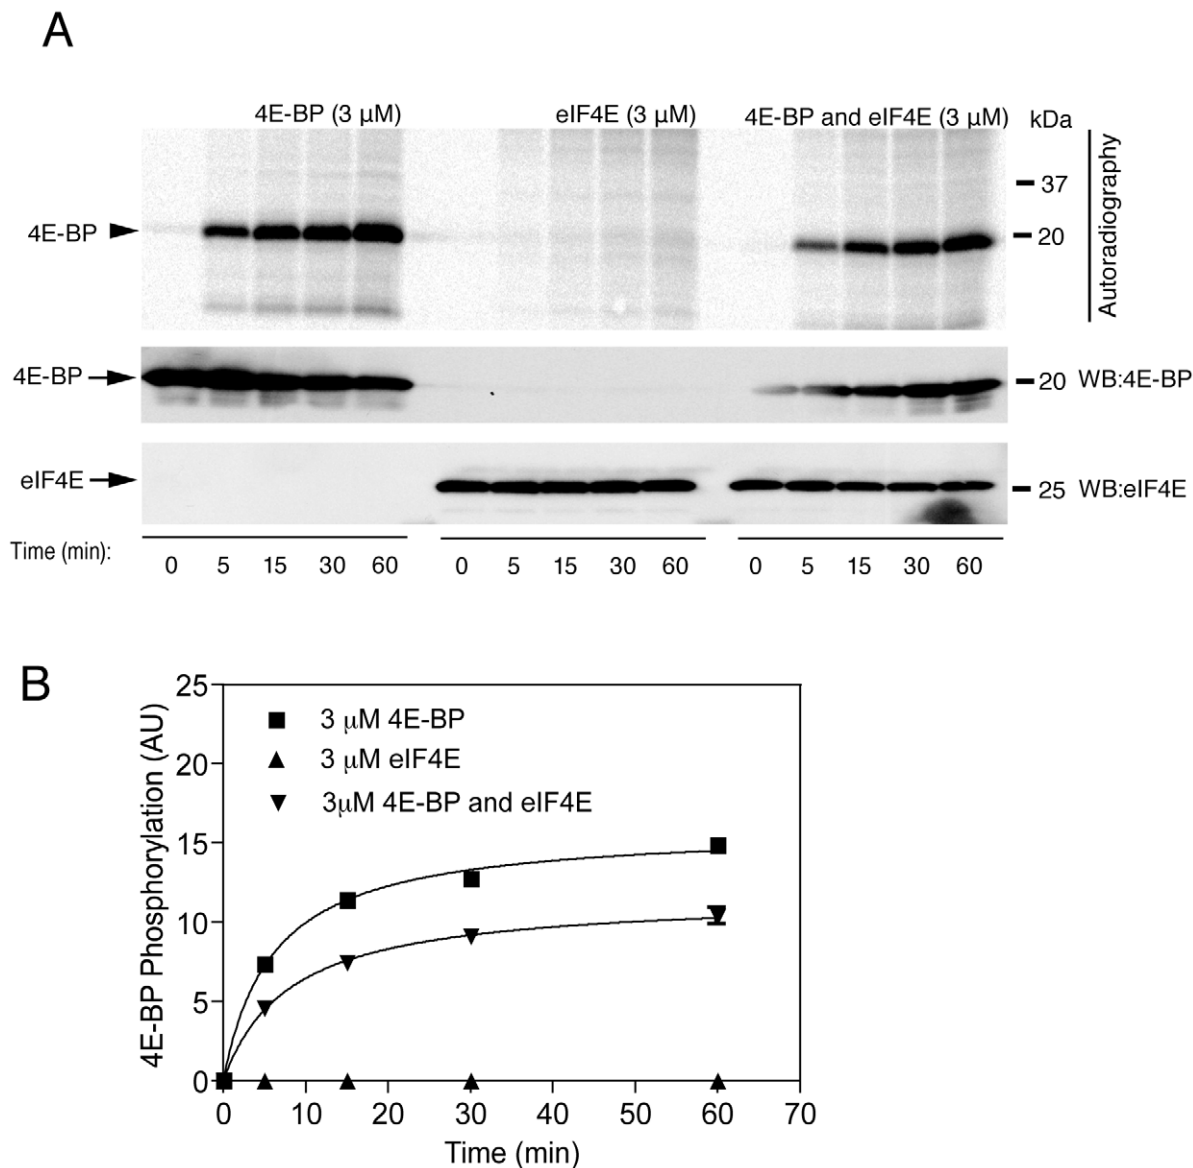 A
4E-BP (3 μM) eIF4E (3 μM) 4E-BP and eIF4E (3 μM) kDa
37
4E-BP 20
Autoradiography
4E-BP 20 WB:4E-BP
eIF4E 25 WB:eIF4E
Time (min): 0 5 15 30 60 0 5 15 30 60 0 5 15 30 60
B
4E-BP Phosphorylation (AU)
25
20
15
10
5
0
3 μM 4E-BP
3 μM eIF4E
3μM 4E-BP and eIF4E
0 10 20 30 40 50 60 70
Time (min)